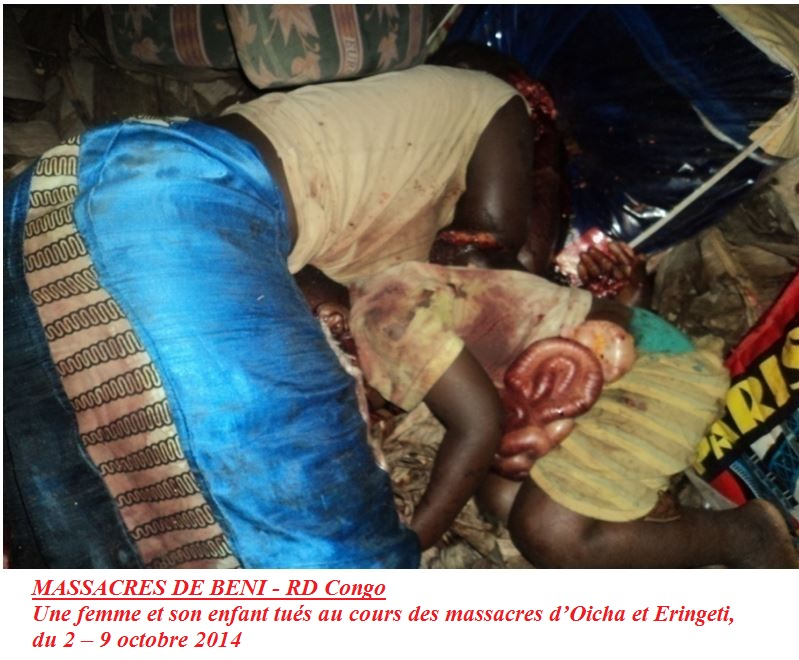 PARIS
MASSACRES DE BENI - RD Congo
Une femme et son enfant tués au cours des massacres d’Oicha et Eringeti,
du 2 – 9 octobre 2014